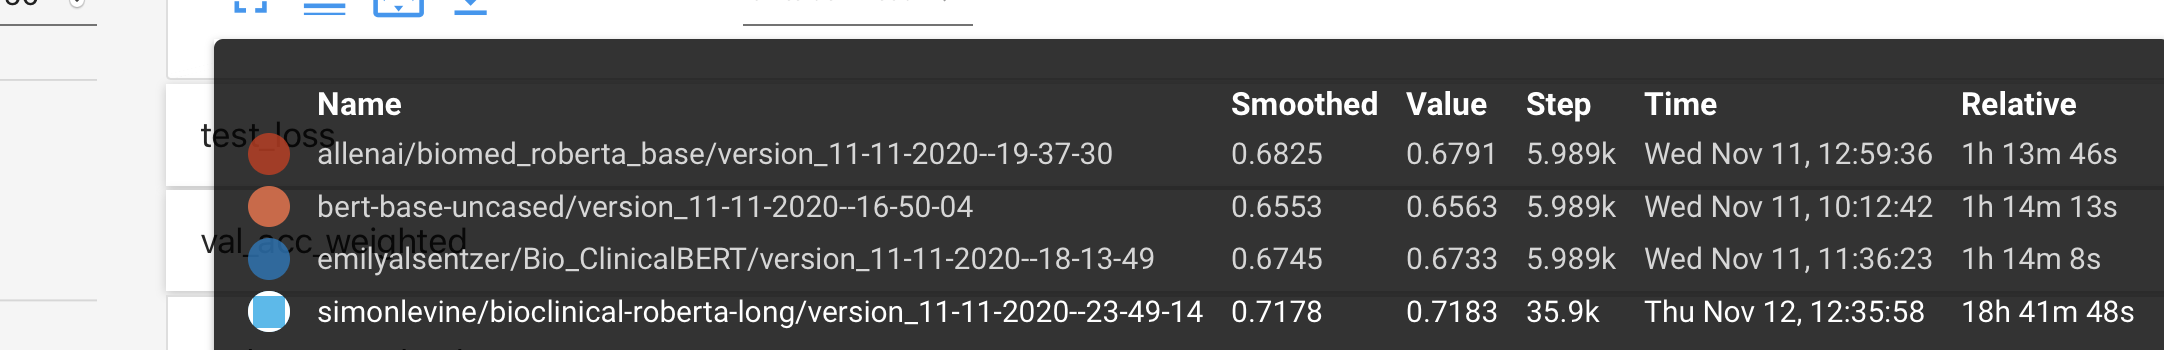 Name Smoothed Value Step Time Relative
test_loss
allenai/biomed_roberta_base/version_11-11-2020--19-37-30 0.6825 0.6791 5.989k Wed Nov 11, 12:59:36 1h 13m 46s
bert-base-uncased/version_11-11-2020--16-50-04 0.6553 0.6563 5.989k Wed Nov 11, 10:12:42 1h 14m 13s
val_acc_weighted
emilyalsentzer/Bio_ClinicalBERT/version_11-11-2020--18-13-49 0.6745 0.6733 5.989k Wed Nov 11, 11:36:23 1h 14m 8s
simonlevine/bioclinical-roberta-long/version_11-11-2020--23-49-14 0.7178 0.7183 35.9k Thu Nov 12, 12:35:58 18h 41m 48s